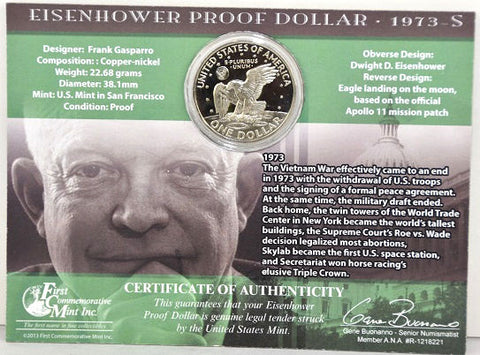 EISENHOWER PROOF DOLLAR · 1973-S
Designer: Frank Gasparro
Composition: : Copper-nickel
Weight: 22.68 grams
Diameter: 38.1mm
Mint: U.S. Mint in San Francisco
Condition: Proof
UNITED STATES OF AMERICA
E·PLURIBUS
·UNUM·
ONE DOLLAR
Obverse Design:
Dwight D. Eisenhower
Reverse Design:
Eagle landing on the moon,
based on the official
Apollo 11 mission patch
1973
The Vietnam War effectively came to an end
in 1973 with the withdrawal of U.S. troops
and the signing of a formal peace agreement.
At the same time, the military draft ended.
Back home, the twin towers of the World Trade
Center in New York became the world's tallest
buildings, the Supreme Court's Roe vs. Wade
decision legalized most abortions,
Skylab became the first U.S. space station,
and Secretariat won horse racing's
elusive Triple Crown.
First
Commemorative
Mint Inc.
The first name in fine collectibles
©2013 First Commemorative Mint Inc.
CERTIFICATE OF AUTHENTICITY
This guarantees that your Eisenhower
Proof Dollar is genuine legal tender struck
by the United States Mint.
Gene Buonanno
Gene Buonanno - Senior Numismatist
Member A.N.A. #R-1218221